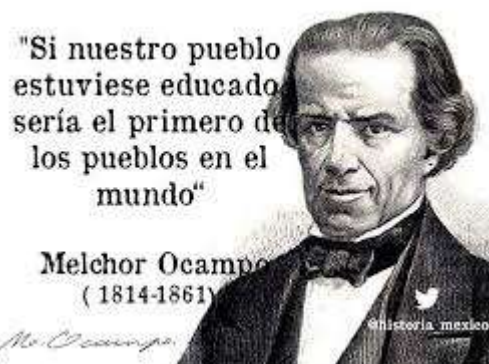 "Si nuestro pueblo
estuviese educado
sería el primero de
los pueblos en el
mundo“
Melchor Ocampo
( 1814-1861)
Mo. Ocampo.
@historia_mexico